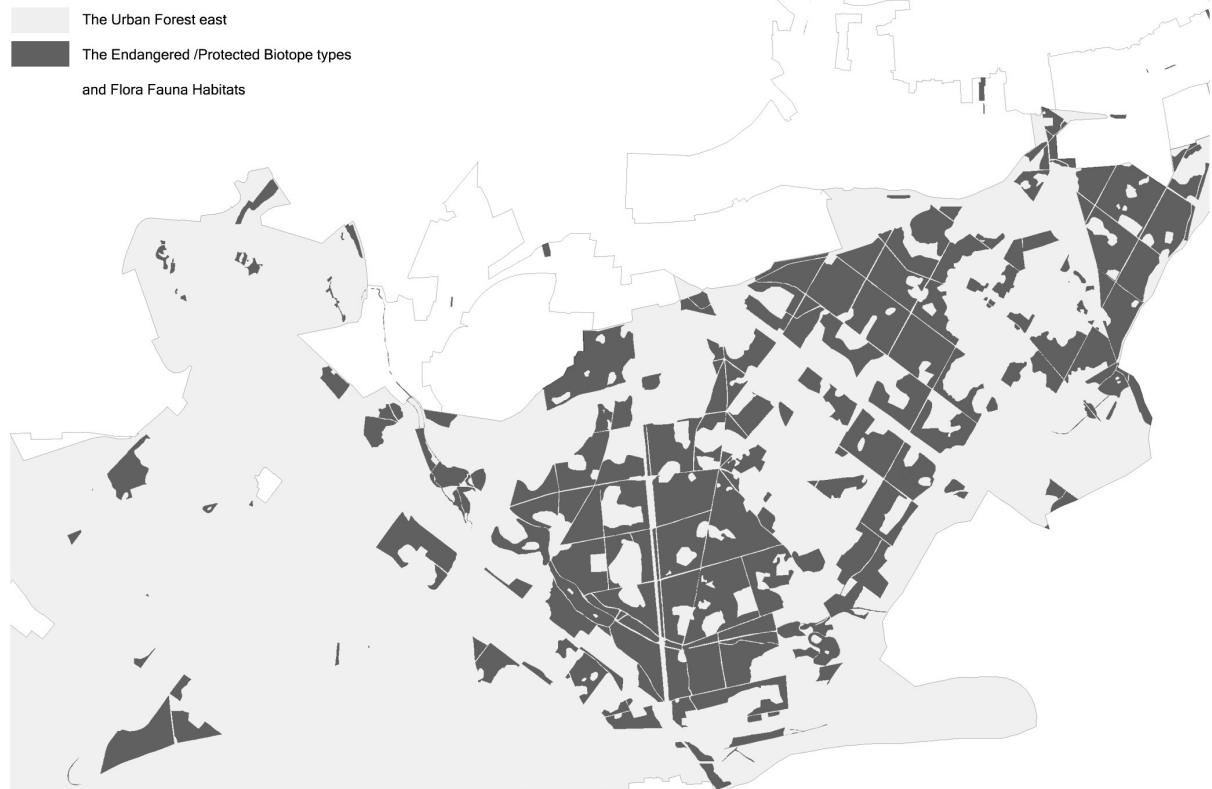 The Urban Forest east
The Endangered /Protected Biotope types
and Flora Fauna Habitats